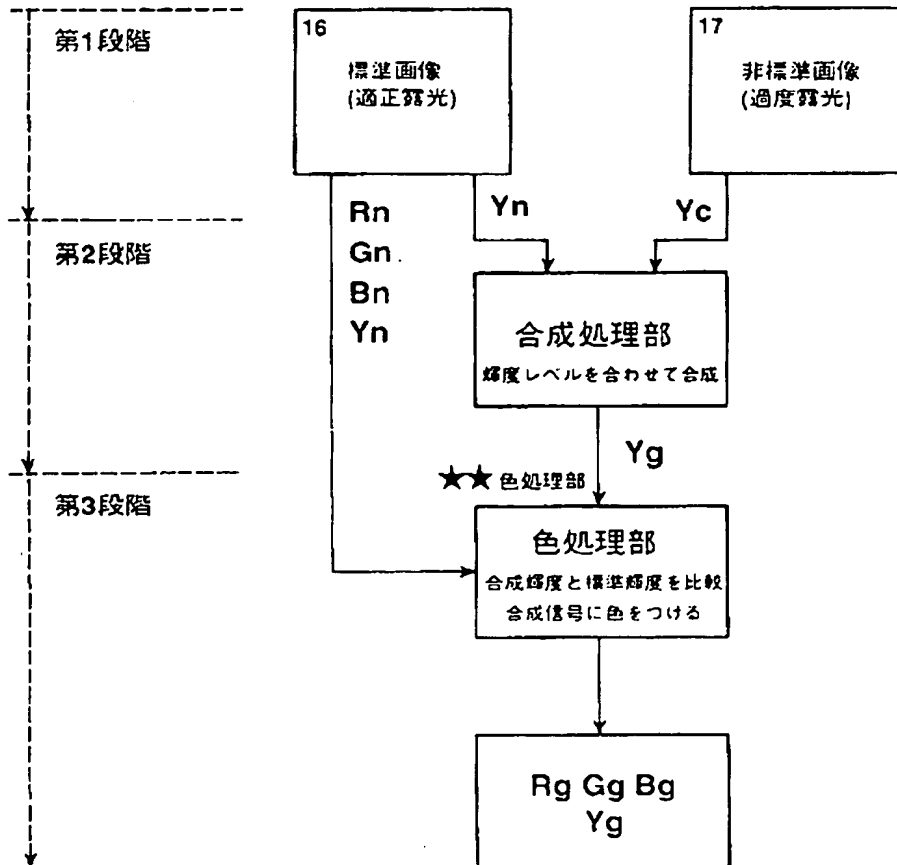 第1段階
16
標準画像
(適正露光)
17
非標準画像
(過度露光)
Rn
Gn
Bn
Yn
Yn
Yc
第2段階
合成処理部
輝度レベルを合わせて合成
Yg
★★ 色処理部
第3段階
色処理部
合成輝度と標準輝度を比較
合成信号に色をつける
Rg Gg Bg
Yg